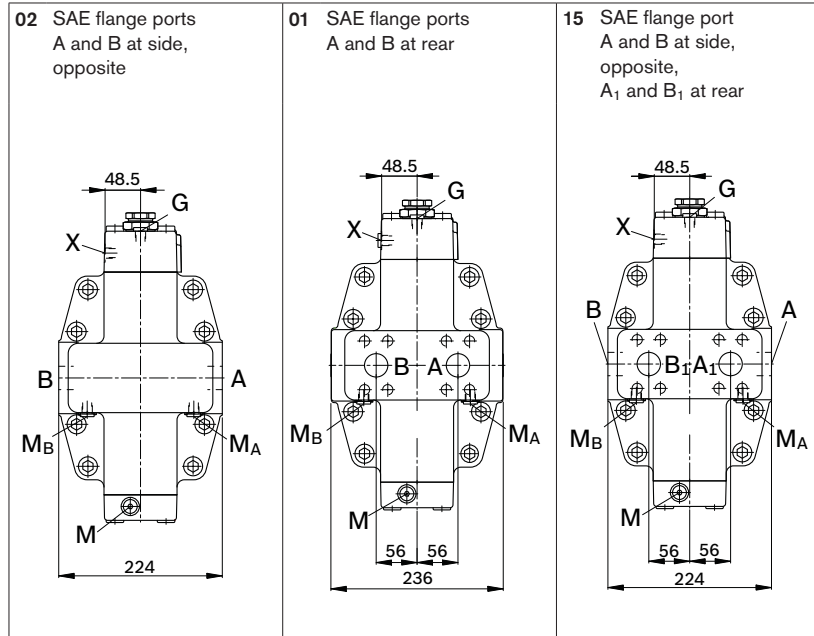 02 SAE flange ports
A and B at side,
opposite
48.5
G
X
B
A
MB
MA
M
224
01 SAE flange ports
A and B at rear
48.5
G
X
B
A
MB
MA
M
56
56
236
15 SAE flange port
A and B at side,
opposite,
A₁ and B₁ at rear
48.5
G
X
B
A
B₁
A₁
MB
MA
M
56
56
224